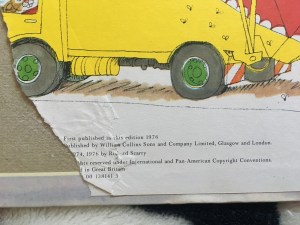 First published in this edition 1976
Published by William Collins Sons and Company Limited, Glasgow and London.
1974, 1976 by Richard Scarry
rights reserved under International and Pan-American Copyright Conventions.
in Great Britain
00